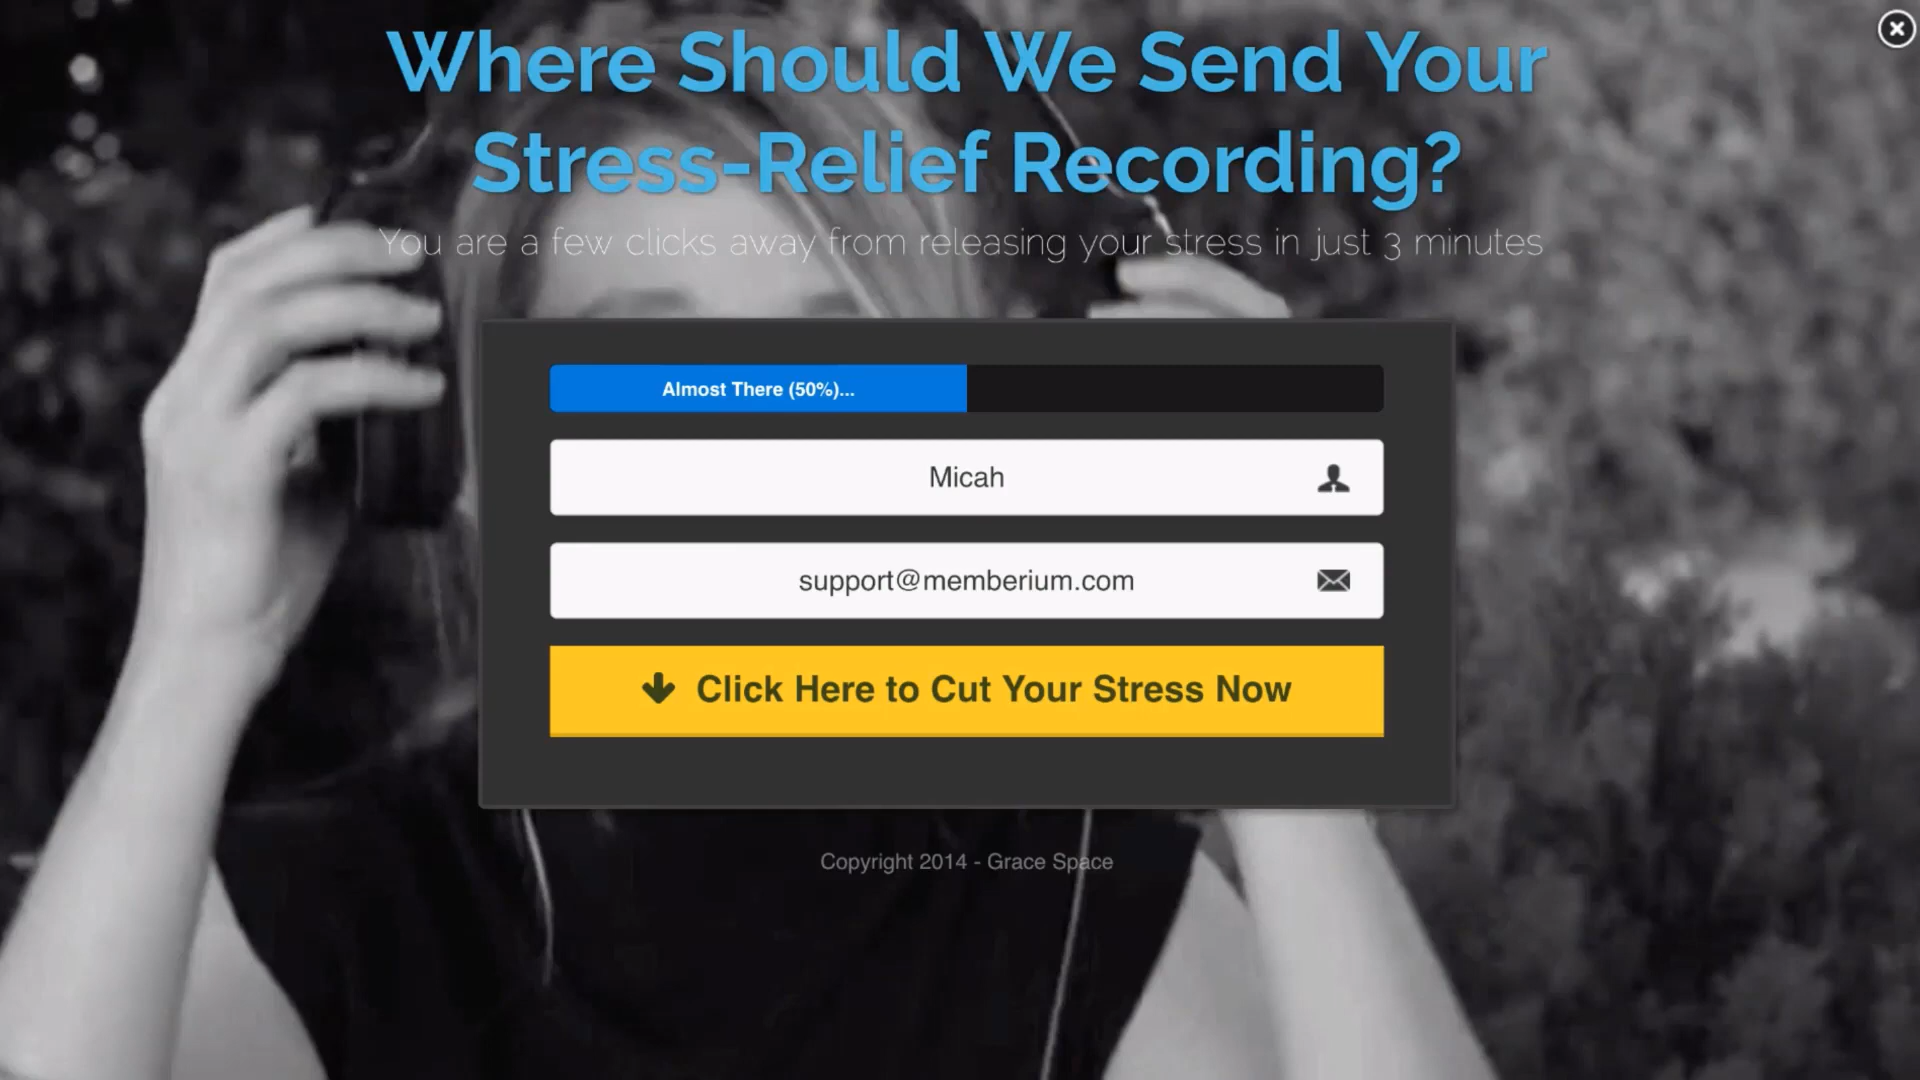 Where Should We Send Your
Stress-Relief Recording?
You are a few clicks away from releasing your stress in just 3 minutes
Almost There (50%)...
Micah
support@memberium.com
Click Here to Cut Your Stress Now
Copyright 2014 - Grace Space